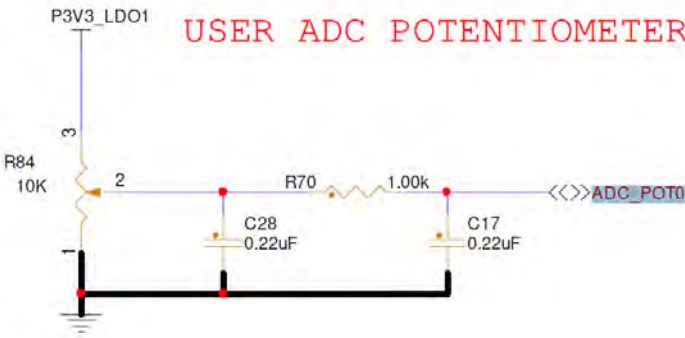 P3V3_LDO1
USER ADC POTENTIOMETER
3
R84
10K
2
R70
1.00k
ADC_POT0
C28
0.22uF
C17
0.22uF
1